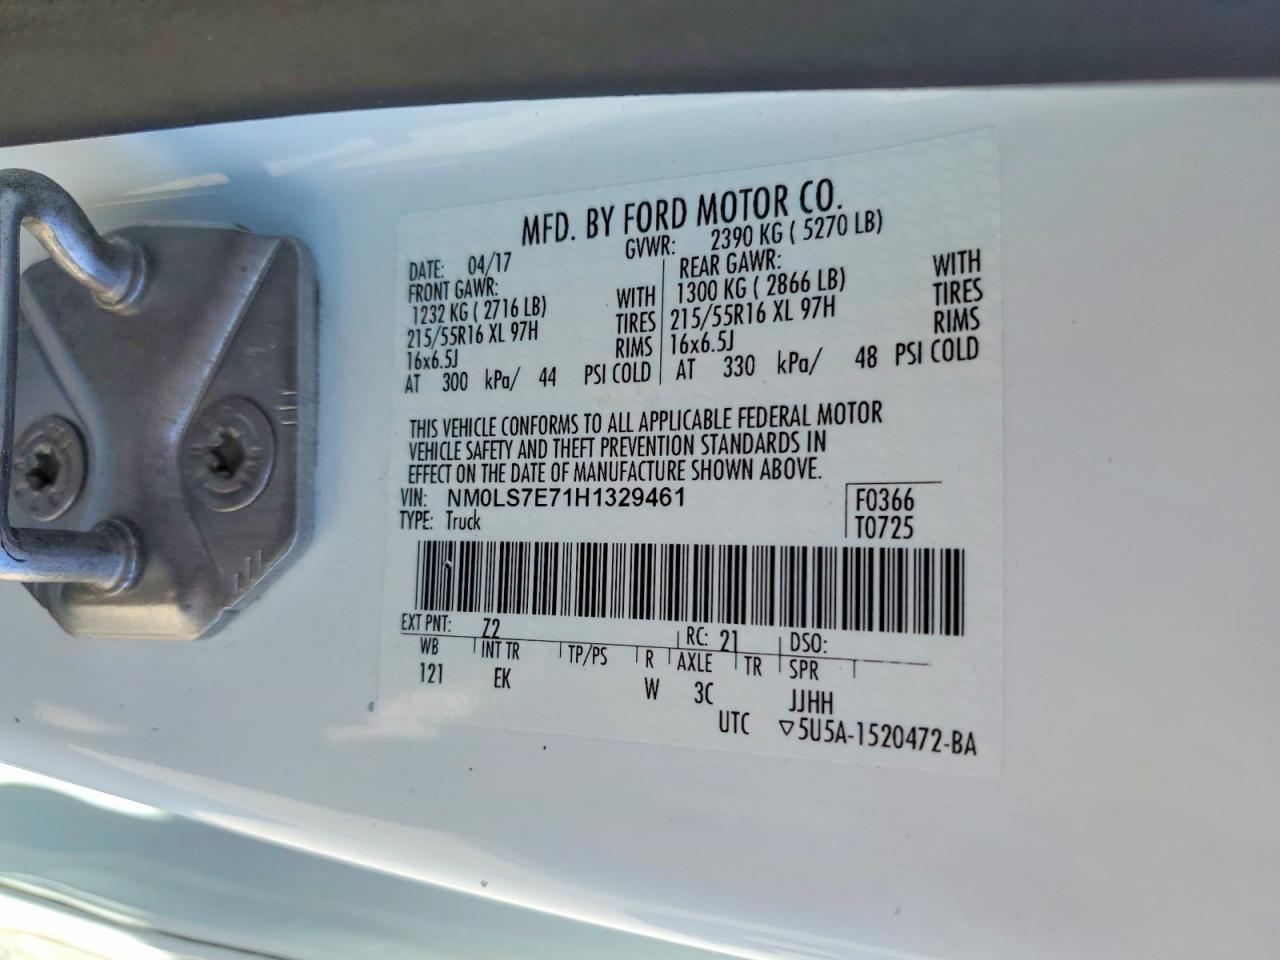 MFD. BY FORD MOTOR CO.
DATE: 04/17 GVWR: 2390 KG ( 5270 LB)
FRONT GAWR: REAR GAWR:
1232 KG ( 2716 LB) WITH 1300 KG ( 2866 LB) WITH
215/55R16 XL 97H TIRES 215/55R16 XL 97H TIRES
16x6.5J RIMS 16x6.5J RIMS
AT 300 kPa/ 44 PSI COLD AT 330 kPa/ 48 PSI COLD
THIS VEHICLE CONFORMS TO ALL APPLICABLE FEDERAL MOTOR
VEHICLE SAFETY AND THEFT PREVENTION STANDARDS IN
EFFECT ON THE DATE OF MANUFACTURE SHOWN ABOVE.
VIN: NM0LS7E71H1329461 F0366
TYPE: Truck T0725
EXT PNT: Z2 RC: 21 DSO:
WB INT TR TP/PS R AXLE TR SPR
121 EK W 3C JJHH
UTC ▽5U5A-1520472-BA